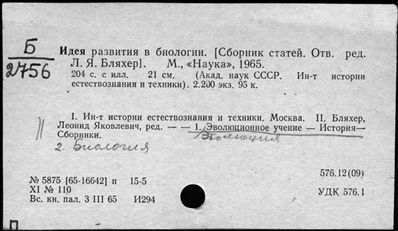 Б
2756
Идея развития в биологии. [Сборник статей. Отв. ред.
Л. Я. Бляхер]. М., «Наука», 1965.
204 с. с илл. 21 см. (Акад. наук СССР. Ин-т истории
естествознания и техники). 2.200 экз. 95 к.
I. Ин-т истории естествознания и техники. Москва. II. Бляхер,
Леонид Яковлевич, ред. — — 1. Эволюционное учение — История—
Сборники. Эволюция
2. Биология
№ 5875 [65-16642] п 15-5
XI № 110
Вс. кн. пал. 3 III 65 И294
576.12(09)
УДК 576.1
П